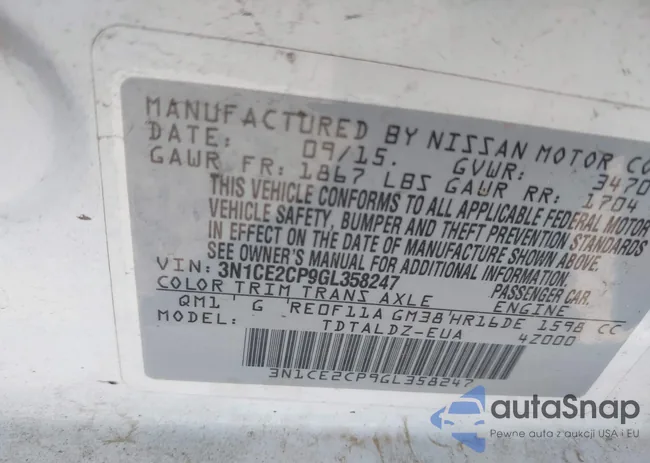 MANUFACTURED BY NISSAN MOTOR CO
DATE: 09/15. GVWR: 3470
GAWR FR: 1867 LBS GAWR RR: 1704
THIS VEHICLE CONFORMS TO ALL APPLICABLE FEDERAL MOTOR
VEHICLE SAFETY, BUMPER AND THEFT PREVENTION STANDARDS
IN EFFECT ON THE DATE OF MANUFACTURE SHOWN ABOVE.
SEE OWNER'S MANUAL FOR ADDITIONAL INFORMATION.
VIN: 3N1CE2CP9GL358247 PASSENGER CAR.
COLOR TRIM TRANS AXLE ENGINE
QM1 ' G 'RE0F11A GM38'HR16DE 1598 CC
MODEL: TDTALDZ-EUA 4Z000
3N1CE2CP9GL358247
autoSnap
Pewne auta z aukcji USA i EU